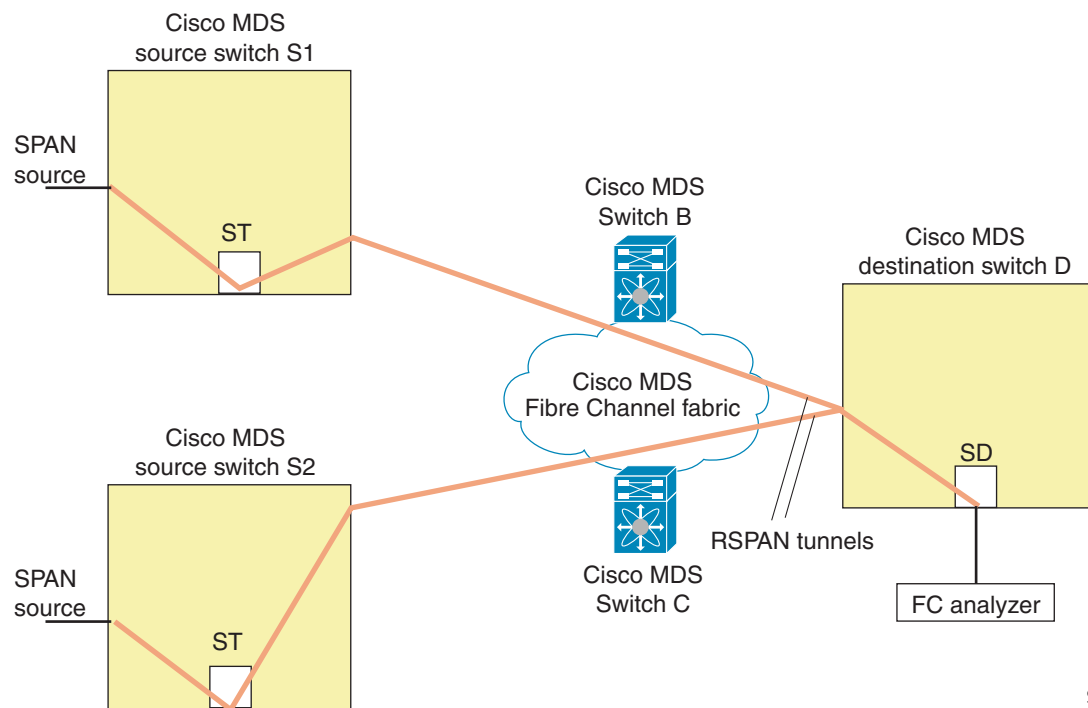 Cisco MDS
source switch S1
SPAN
source
ST
Cisco MDS
Switch B
Cisco MDS
destination switch D
Cisco MDS
Fibre Channel fabric
Cisco MDS
source switch S2
SD
RSPAN tunnels
Cisco MDS
Switch C
FC analyzer
SPAN
source
ST